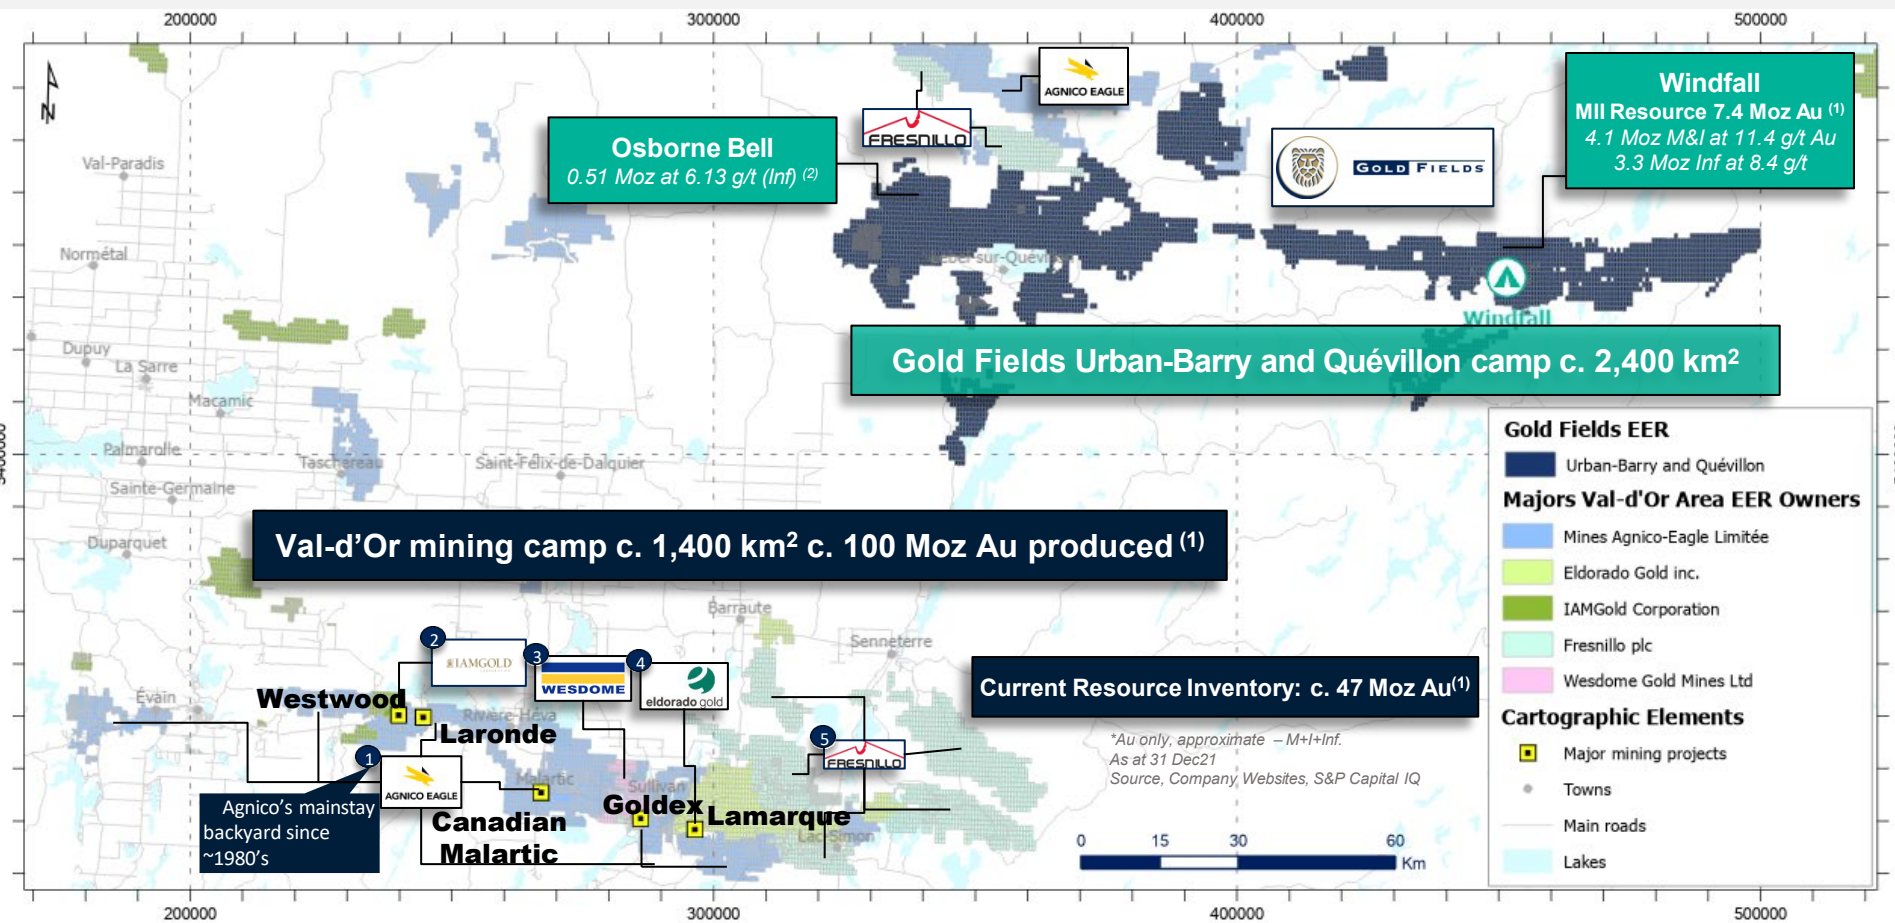 200000
300000
400000
500000
N
AGNICO EAGLE
FRESNILLO
Windfall
MII Resource 7.4 Moz Au (1)
4.1 Moz M&I at 11.4 g/t Au
3.3 Moz Inf at 8.4 g/t
Osborne Bell
0.51 Moz at 6.13 g/t (Inf) (2)
GOLD FIELDS
Val-Paradis
Normétal
Windfall
Dupuy
La Sarre
Macamic
Gold Fields Urban-Barry and Quévillon camp c. 2,400 km²
Palmarolle
Taschereau
Saint-Félix-de-Dalquier
Sainte-Germaine
Duparquet
Val-d’Or mining camp c. 1,400 km² c. 100 Moz Au produced (1)
Gold Fields EER
Urban-Barry and Quévillon
Majors Val-d'Or Area EER Owners
Mines Agnico-Eagle Limitée
Eldorado Gold inc.
IAMGold Corporation
Fresnillo plc
Wesdome Gold Mines Ltd
Cartographic Elements
Major mining projects
Towns
Main roads
Lakes
Barraute
Senneterre
2
IAMGOLD
3
WESDOME
4
eldorado gold
Current Resource Inventory: c. 47 Moz Au(1)
*Au only, approximate – M+I+Inf.
As at 31 Dec21
Source, Company Websites, S&P Capital IQ
Évain
Westwood
Rivière-Héva
Laronde
5
FRESNILLO
1
AGNICO EAGLE
Malartic
Sullivan
Agnico’s mainstay
backyard since
~1980’s
Goldex
Lamarque
Canadian
Malartic
Lac-Simon
0
15
30
60
Km
200000
300000
400000
500000